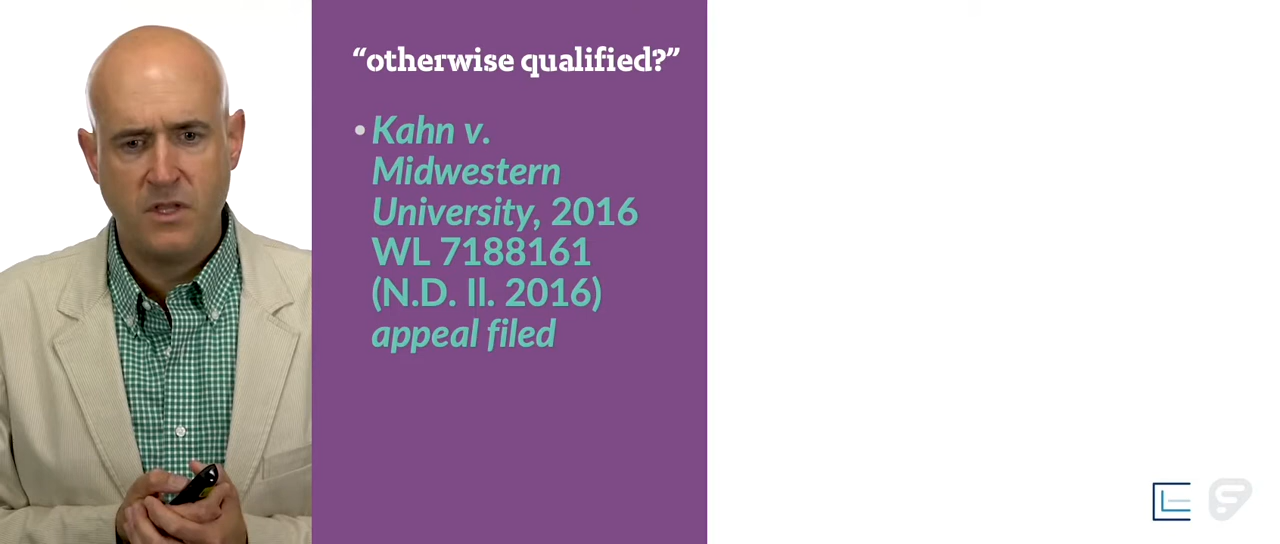 “otherwise qualified?”
• Kahn v.
Midwestern
University, 2016
WL 7188161
(N.D. Il. 2016)
appeal filed